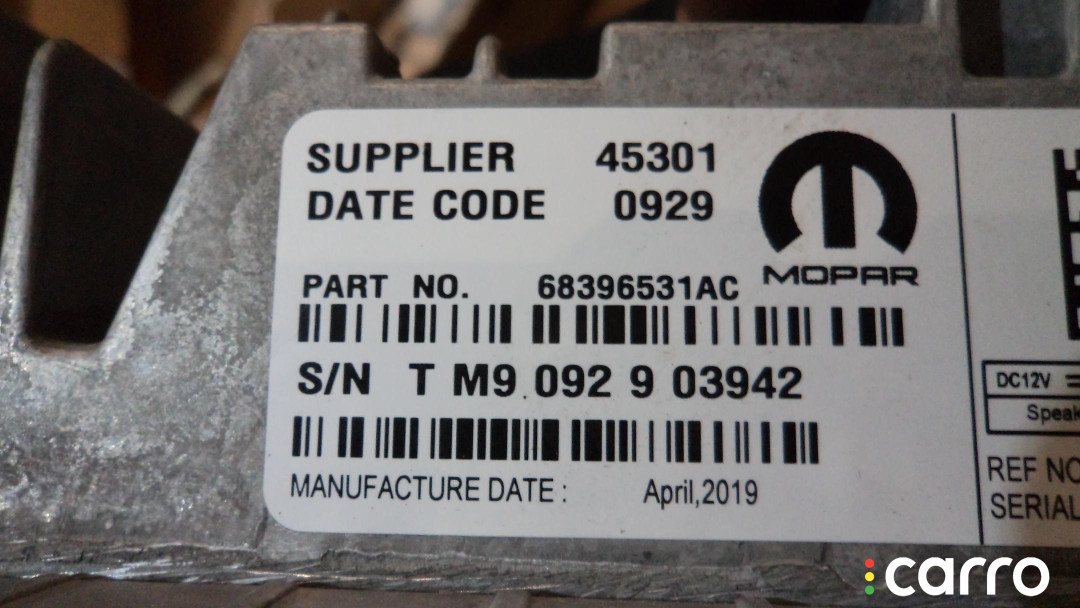 SUPPLIER 45301
DATE CODE 0929
MOPAR
PART NO. 68396531AC
S/N T M9 092 9 03942
MANUFACTURE DATE : April,2019
DC12V
REF NO
SERIAL
carro